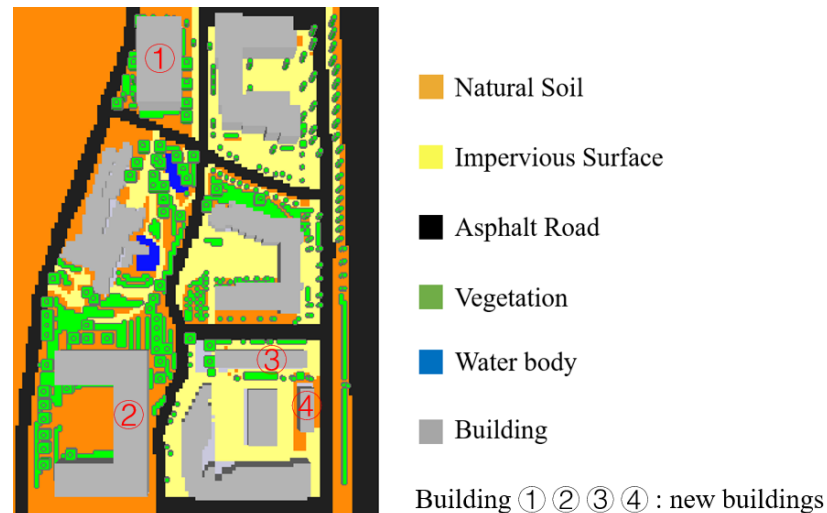 ①
②
③
④
Natural Soil
Impervious Surface
Asphalt Road
Vegetation
Water body
Building
Building ① ② ③ ④ : new buildings